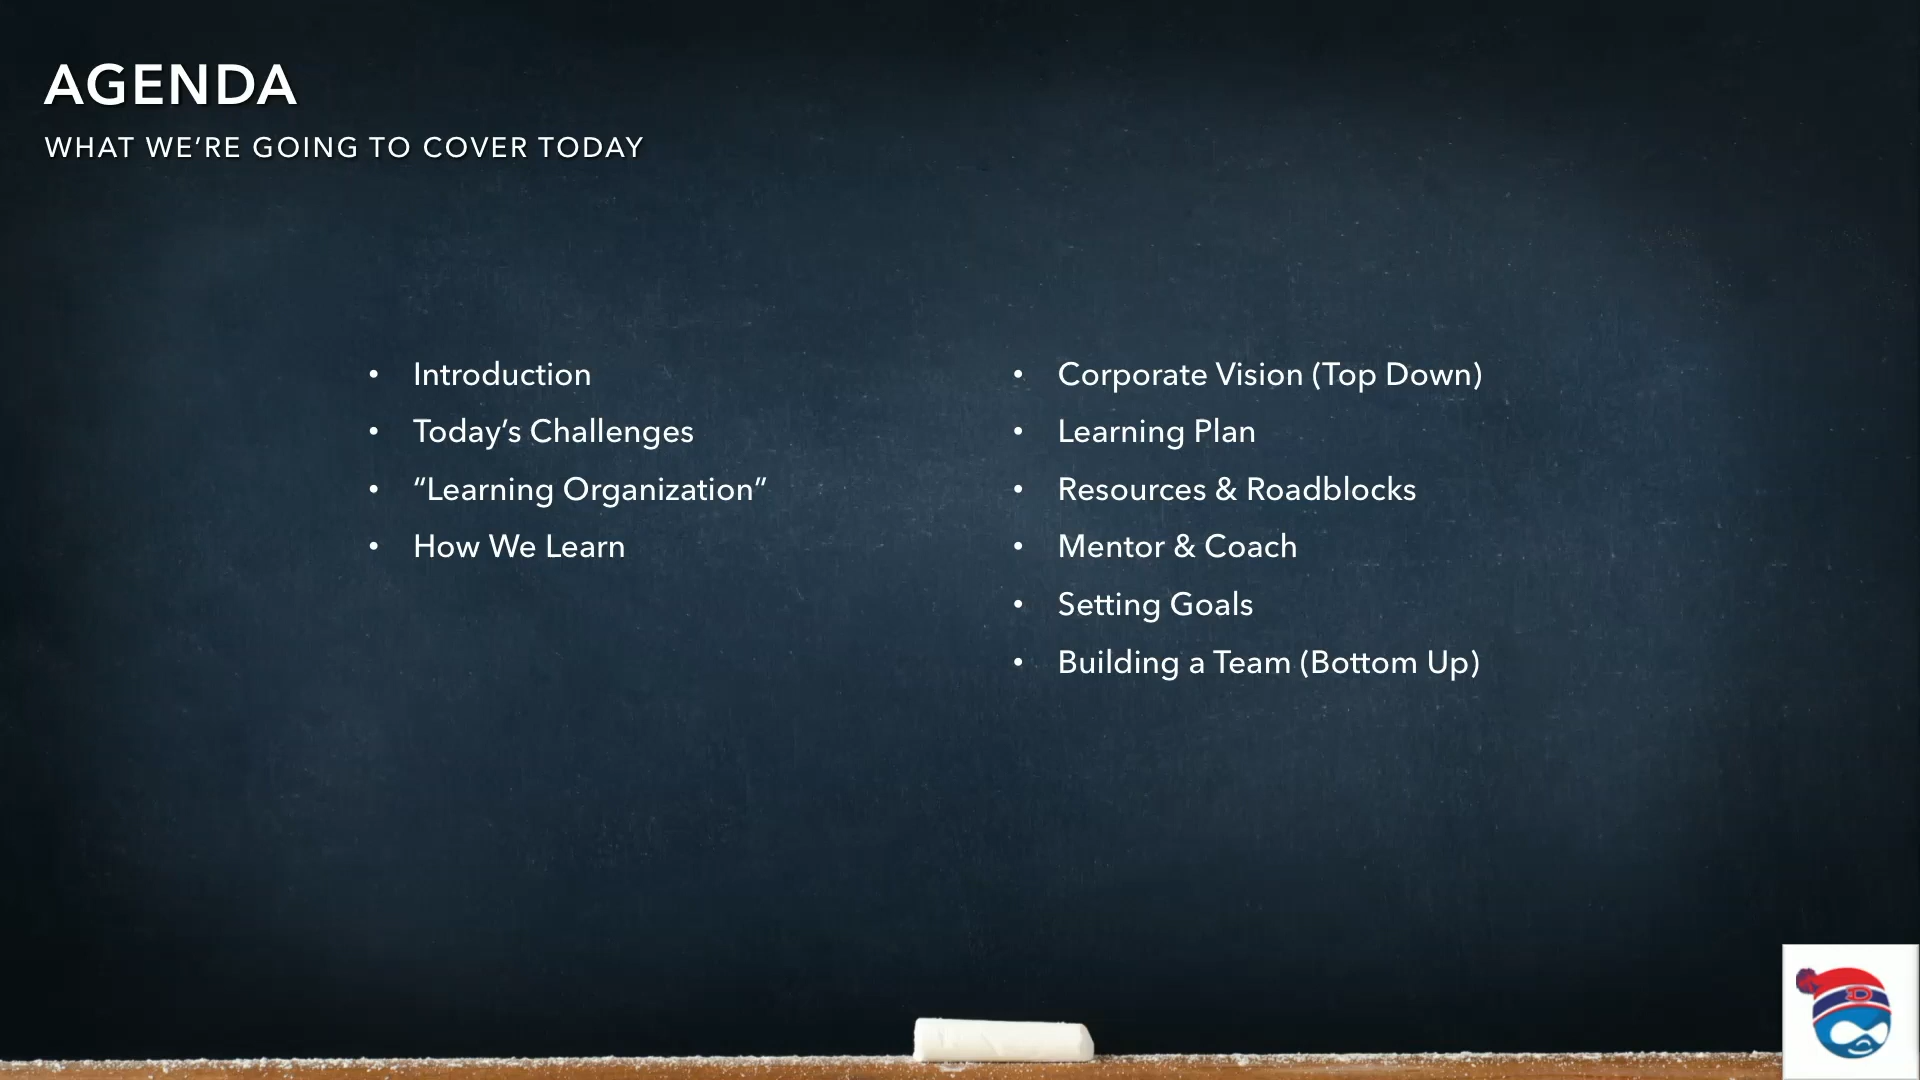 AGENDA
WHAT WE’RE GOING TO COVER TODAY
• Introduction
• Today’s Challenges
• “Learning Organization”
• How We Learn
• Corporate Vision (Top Down)
• Learning Plan
• Resources & Roadblocks
• Mentor & Coach
• Setting Goals
• Building a Team (Bottom Up)